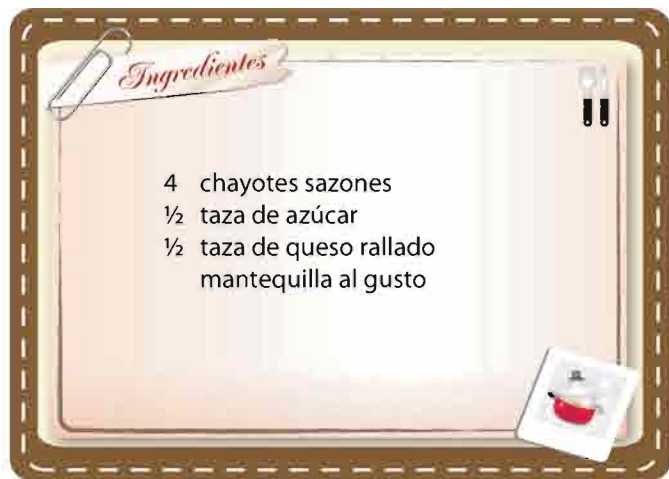 Ingredientes
4 chayotes sazones
½ taza de azúcar
½ taza de queso rallado
mantequilla al gusto